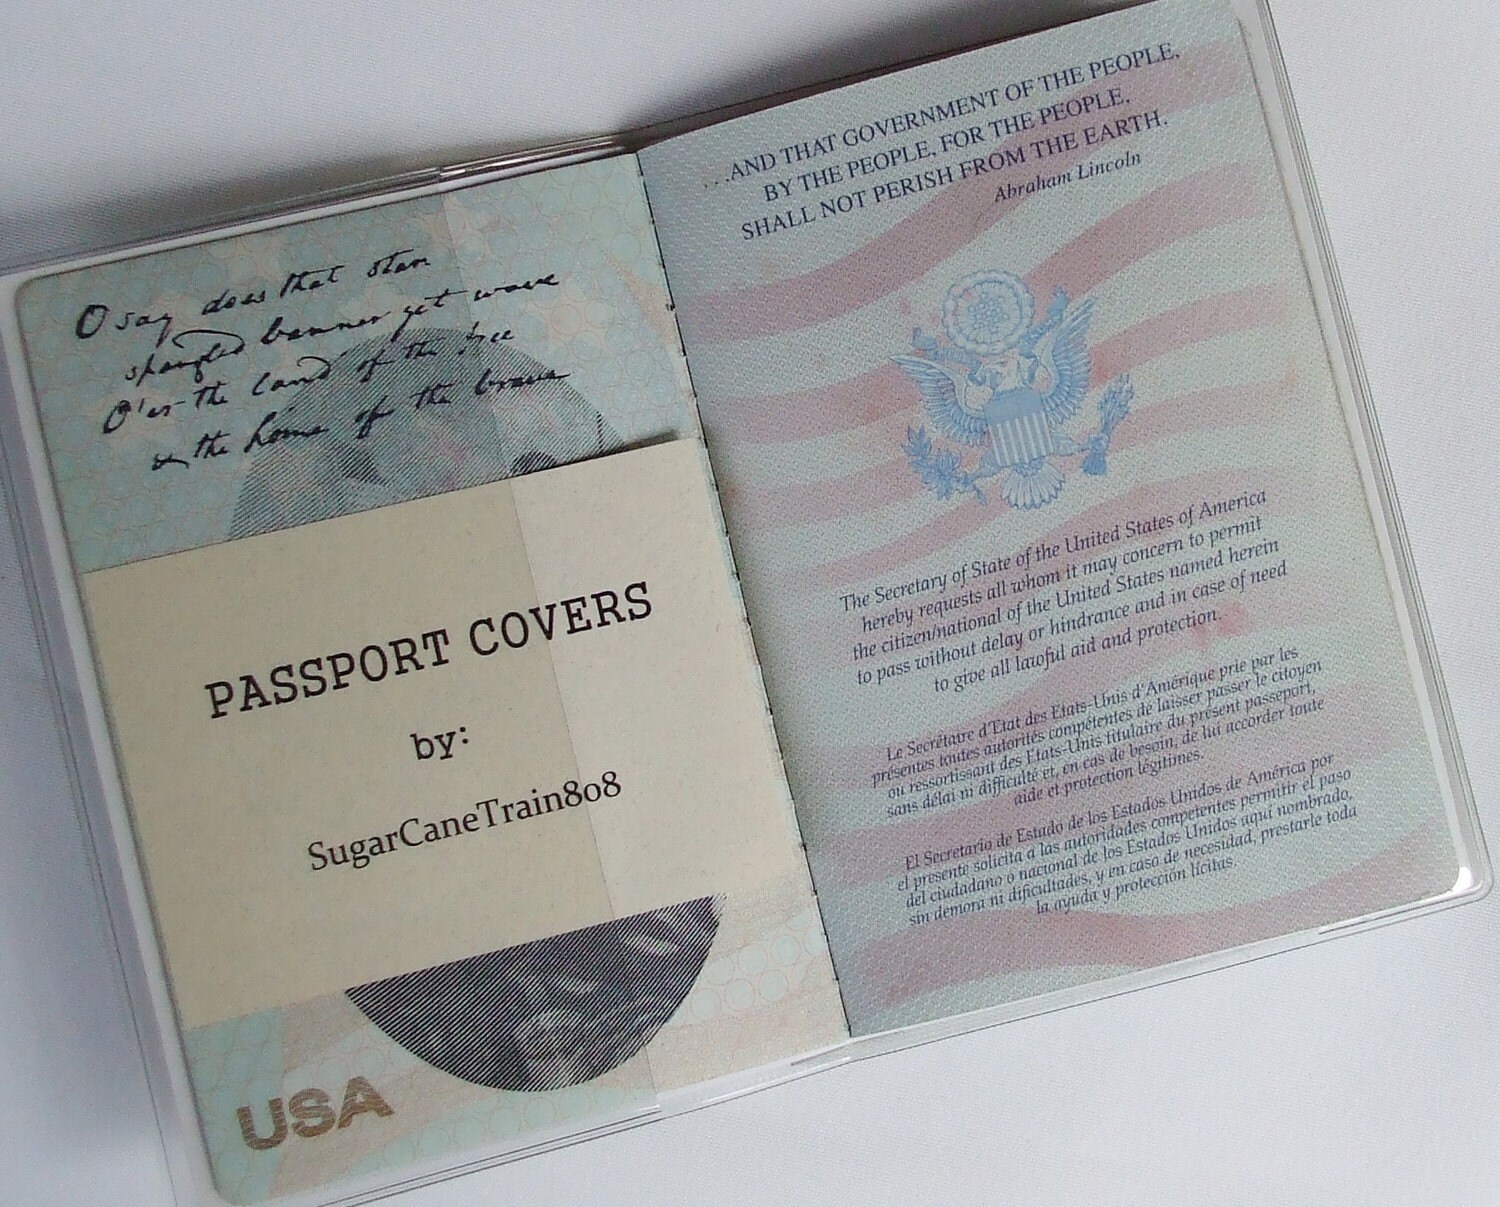 O say does that star
spangled banner yet wave
O'er the land of the free
& the home of the brave
PASSPORT COVERS
by:
SugarCaneTrain808
USA
...AND THAT GOVERNMENT OF THE PEOPLE,
BY THE PEOPLE, FOR THE PEOPLE,
SHALL NOT PERISH FROM THE EARTH.
Abraham Lincoln
The Secretary of State of the United States of America
hereby requests all whom it may concern to permit
the citizen/national of the United States named herein
to pass without delay or hindrance and in case of need
to give all lawful aid and protection.
Le Secrétaire d'Etat des Etats-Unis d'Amérique prie par les
présentes toutes autorités compétentes de laisser passer le citoyen
ou ressortissant des Etats-Unis titulaire du présent passeport,
sans délai ni difficulté et, en cas de besoin, de lui accorder toute
aide et protection légitimes.
El Secretario de Estado de los Estados Unidos de América por
el presente solicita a las autoridades competentes permitir el paso
del ciudadano o nacional de los Estados Unidos aquí nombrado,
sin demora ni dificultades, y en caso de necesidad, prestarle toda
la ayuda y protección lícitas.